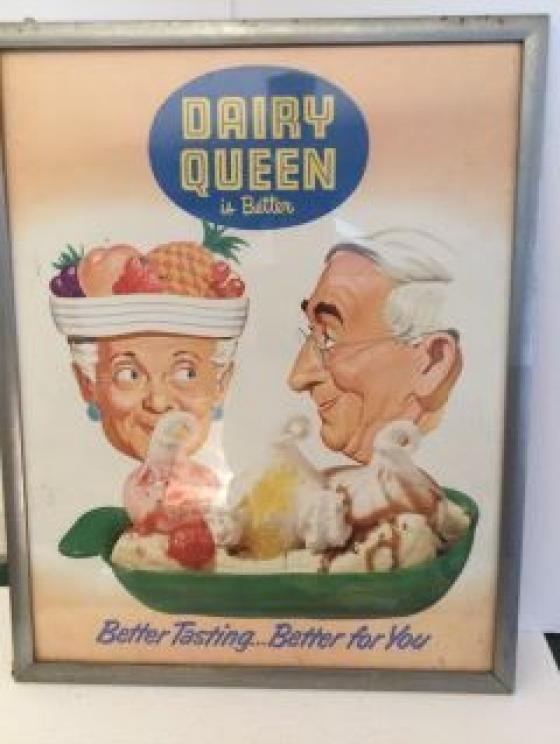 DAIRY
QUEEN
is Better
Better Tasting...Better for You